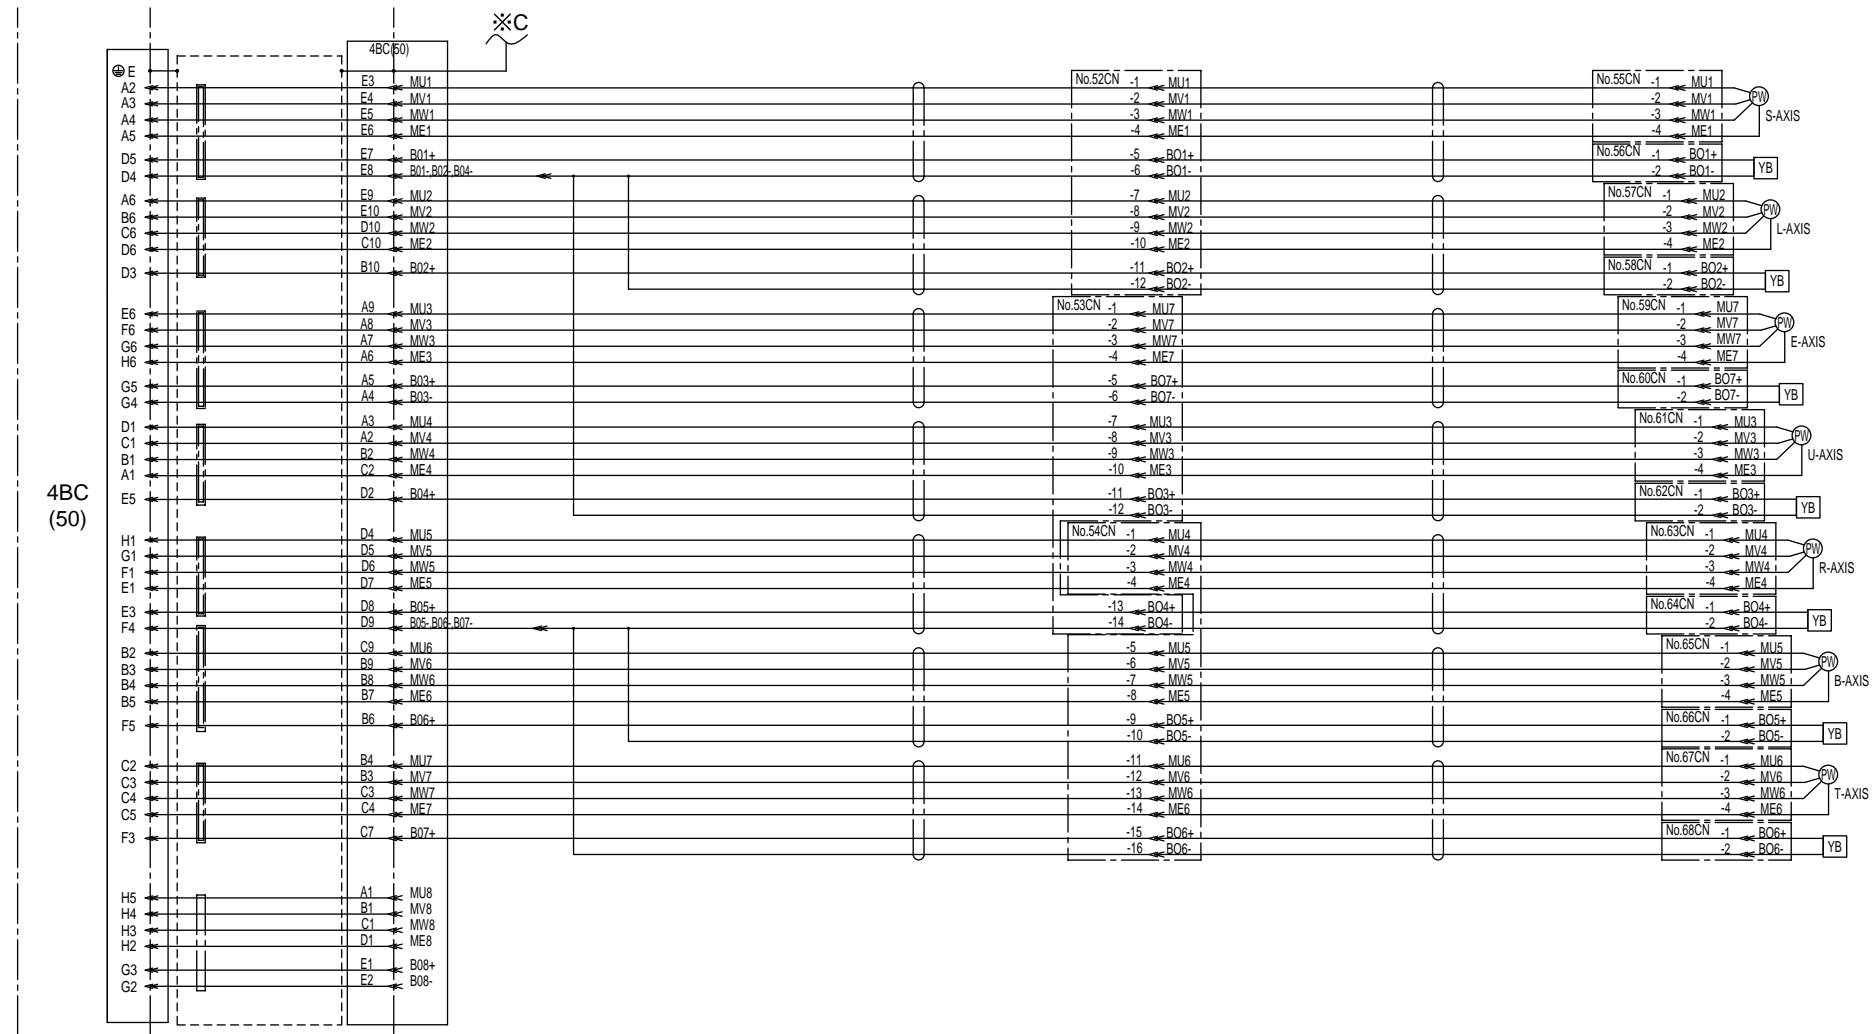 ※C
4BC(50)
E
A2 E3 MU1 No.52CN -1 MU1 No.55CN -1 MU1
A3 E4 MV1 -2 MV1 -2 MV1 PW
A4 E5 MW1 -3 MW1 -3 MW1 S-AXIS
A5 E6 ME1 -4 ME1 -4 ME1
D5 E7 B01+ -5 BO1+ No.56CN -1 BO1+
D4 E8 B01-,B02-,B04- -6 BO1- -2 BO1- YB
A6 E9 MU2 -7 MU2 No.57CN -1 MU2
B6 E10 MV2 -8 MV2 -2 MV2 PW
C6 D10 MW2 -9 MW2 -3 MW2 L-AXIS
D6 C10 ME2 -10 ME2 -4 ME2
D3 B10 B02+ -11 BO2+ No.58CN -1 BO2+
-12 BO2- -2 BO2- YB
E6 A9 MU3 No.53CN -1 MU7 No.59CN -1 MU7
F6 A8 MV3 -2 MV7 -2 MV7 PW
G6 A7 MW3 -3 MW7 -3 MW7 E-AXIS
H6 A6 ME3 -4 ME7 -4 ME7
G5 A5 B03+ -5 BO7+ No.60CN -1 BO7+
G4 A4 B03- -6 BO7- -2 BO7- YB
D1 A3 MU4 -7 MU3 No.61CN -1 MU3
C1 A2 MV4 -8 MV3 -2 MV3 PW
B1 B2 MW4 -9 MW3 -3 MW3 U-AXIS
A1 C2 ME4 -10 ME3 -4 ME3
4BC
(50)
E5 D2 B04+ -11 BO3+ No.62CN -1 BO3+
-12 BO3- -2 BO3- YB
H1 D4 MU5 No.54CN -1 MU4 No.63CN -1 MU4
G1 D5 MV5 -2 MV4 -2 MV4 PW
F1 D6 MW5 -3 MW4 -3 MW4 R-AXIS
E1 D7 ME5 -4 ME4 -4 ME4
E3 D8 B05+ -13 BO4+ No.64CN -1 BO4+
F4 D9 B05-,B06-,B07- -14 BO4- -2 BO4- YB
B2 C9 MU6 -5 MU5 No.65CN -1 MU5
B3 B9 MV6 -6 MV5 -2 MV5 PW
B4 B8 MW6 -7 MW5 -3 MW5 B-AXIS
B5 B7 ME6 -8 ME5 -4 ME5
F5 B6 B06+ -9 BO5+ No.66CN -1 BO5+
-10 BO5- -2 BO5- YB
C2 B4 MU7 -11 MU6 No.67CN -1 MU6
C3 B3 MV7 -12 MV6 -2 MV6 PW
C4 C3 MW7 -13 MW6 -3 MW6 T-AXIS
C5 C4 ME7 -14 ME6 -4 ME6
F3 C7 B07+ -15 BO6+ No.68CN -1 BO6+
-16 BO6- -2 BO6- YB
H5 A1 MU8
H4 B1 MV8
H3 C1 MW8
H2 D1 ME8
G3 E1 B08+
G2 E2 B08-